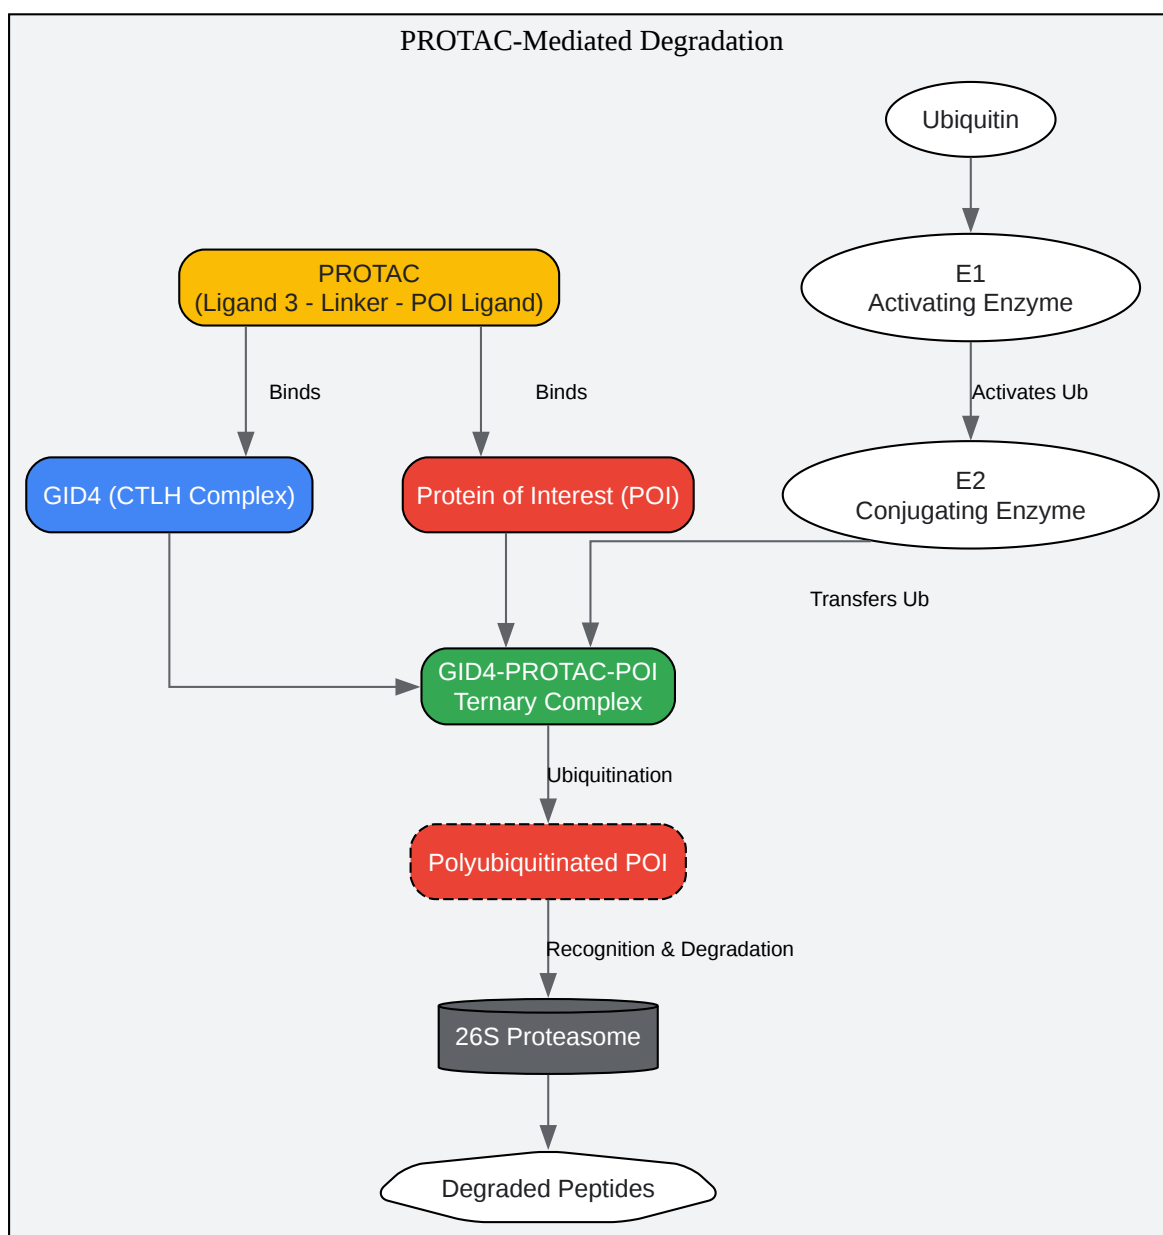 PROTAC-Mediated Degradation
Ubiquitin
PROTAC
(Ligand 3 - Linker - POI Ligand)
E1
Activating Enzyme
Binds
Binds
Activates Ub
GID4 (CTLH Complex)
Protein of Interest (POI)
E2
Conjugating Enzyme
Transfers Ub
GID4-PROTAC-POI
Ternary Complex
Ubiquitination
Polyubiquitinated POI
Recognition & Degradation
26S Proteasome
Degraded Peptides